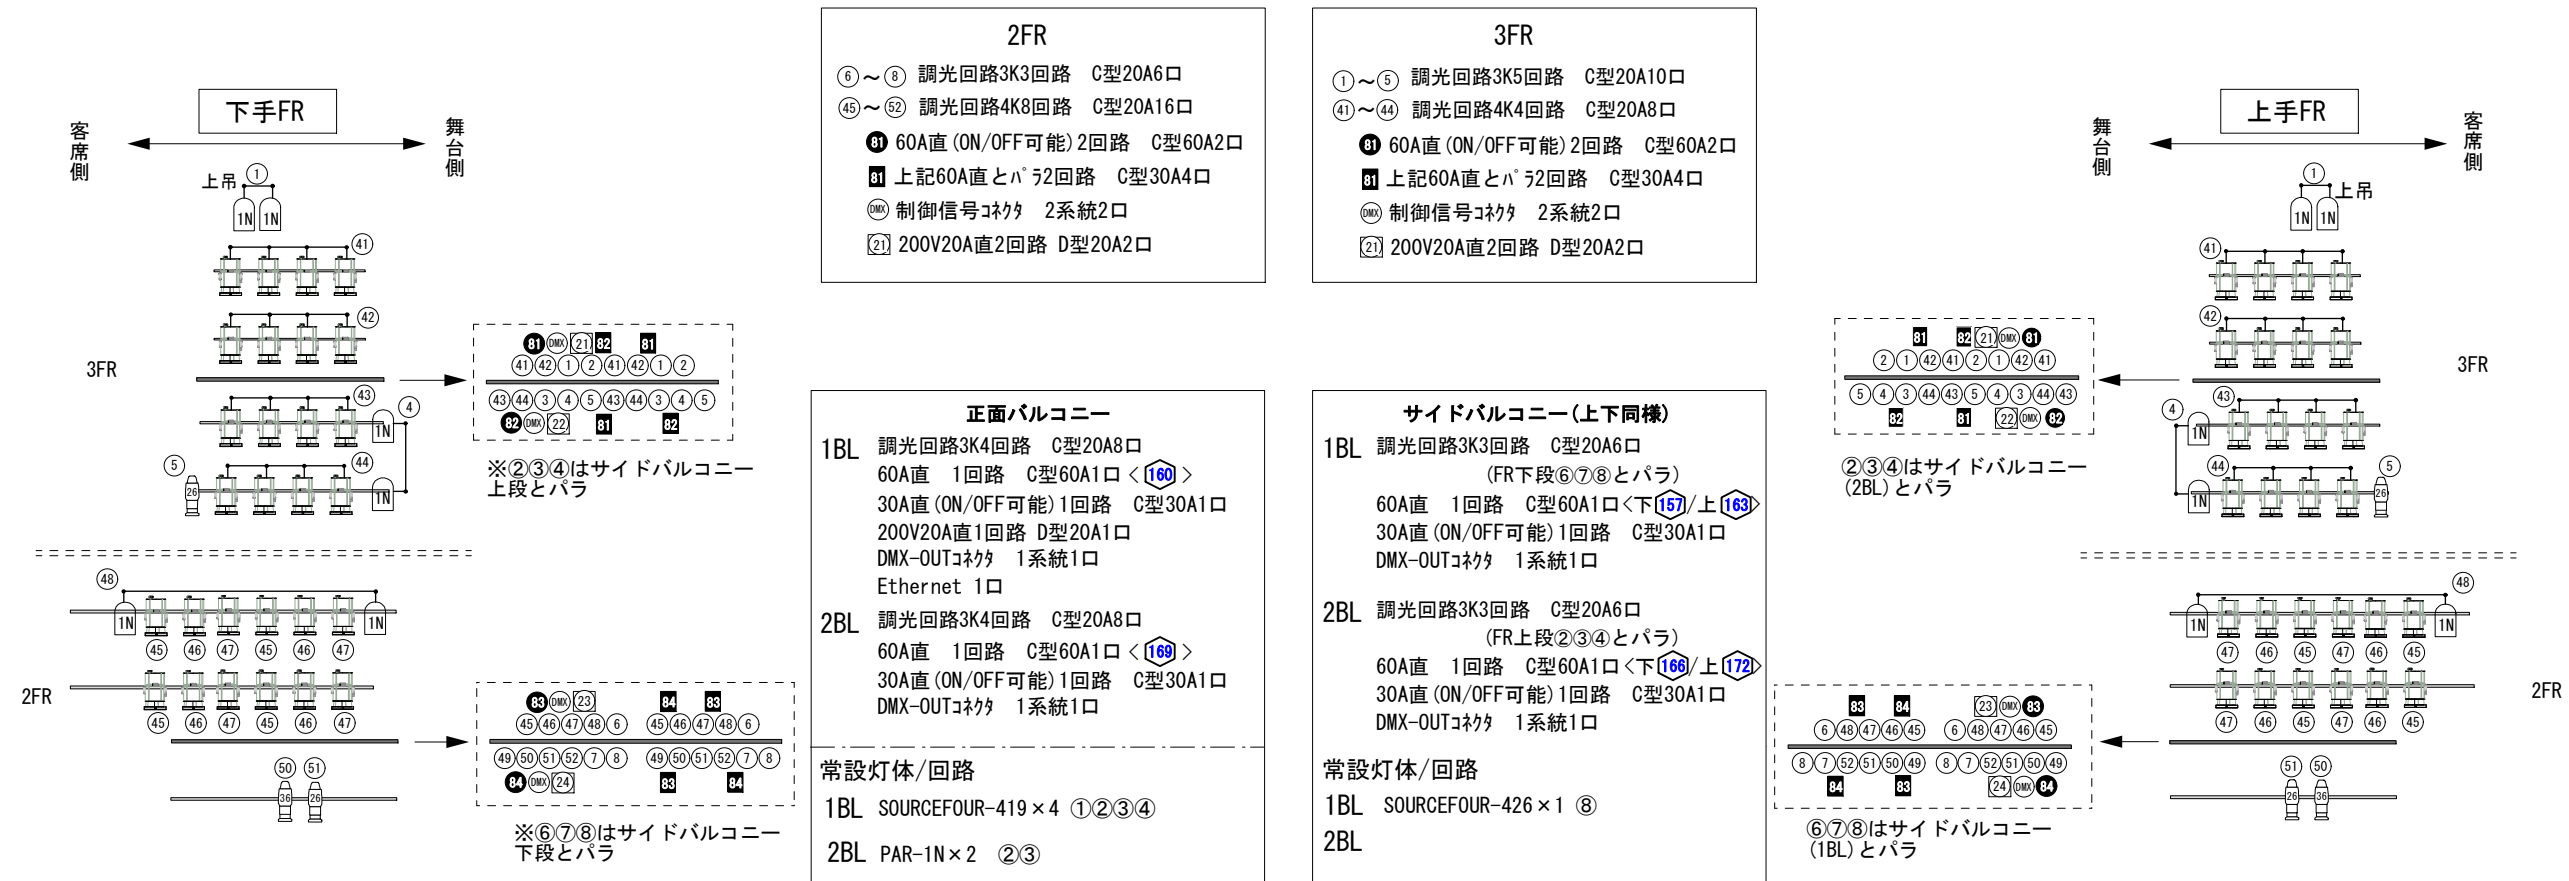 下手FR
客席側
舞台側
上吊
①
1N 1N
㊶
㊷
3FR
㊸
④
1N
⑤
㊹
26
1N
81 DMX 21 82 81
㊶㊷①②㊶㊷①②
㊸㊹③④⑤㊸㊹③④⑤
82 DMX 22 81 82
※②③④はサイドバルコニー
上段とパラ
㊽
1N 1N
㊺ ㊻ ㊼ ㊺ ㊻ ㊼
2FR
㊺ ㊻ ㊼ ㊺ ㊻ ㊼
㊿ 51
36 26
83 DMX 23 84 83
㊺㊻㊼㊽⑥ ㊺㊻㊼㊽⑥
㊾㊿51 52⑦⑧ ㊾㊿51 52⑦⑧
84 DMX 24 83 84
※⑥⑦⑧はサイドバルコニー
下段とパラ
2FR
⑥～⑧ 調光回路3K3回路 C型20A6口
㊺～52 調光回路4K8回路 C型20A16口
81 60A直(ON/OFF可能)2回路 C型60A2口
81 上記60A直とﾊﾟﾗ2回路 C型30A4口
DMX 制御信号ｺﾈｸﾀ 2系統2口
21 200V20A直2回路 D型20A2口
3FR
①～⑤ 調光回路3K5回路 C型20A10口
㊶～㊹ 調光回路4K4回路 C型20A8口
81 60A直(ON/OFF可能)2回路 C型60A2口
81 上記60A直とﾊﾟﾗ2回路 C型30A4口
DMX 制御信号ｺﾈｸﾀ 2系統2口
21 200V20A直2回路 D型20A2口
正面バルコニー
1BL 調光回路3K4回路 C型20A8口
60A直 1回路 C型60A1口<160>
30A直(ON/OFF可能)1回路 C型30A1口
200V20A直1回路 D型20A1口
DMX-OUTｺﾈｸﾀ 1系統1口
Ethernet 1口
2BL 調光回路3K4回路 C型20A8口
60A直 1回路 C型60A1口<169>
30A直(ON/OFF可能)1回路 C型30A1口
DMX-OUTｺﾈｸﾀ 1系統1口
常設灯体/回路
1BL SOURCEFOUR-419×4 ①②③④
2BL PAR-1N×2 ②③
サイドバルコニー(上下同様)
1BL 調光回路3K3回路 C型20A6口
(FR下段⑥⑦⑧とパラ)
60A直 1回路 C型60A1口<下157/上163>
30A直(ON/OFF可能)1回路 C型30A1口
DMX-OUTｺﾈｸﾀ 1系統1口
2BL 調光回路3K3回路 C型20A6口
(FR上段②③④とパラ)
60A直 1回路 C型60A1口<下166/上172>
30A直(ON/OFF可能)1回路 C型30A1口
DMX-OUTｺﾈｸﾀ 1系統1口
常設灯体/回路
1BL SOURCEFOUR-426×1 ⑧
2BL
上手FR
舞台側
客席側
①
上吊
1N 1N
㊶
㊷
3FR
㊸
④
1N
㊹
⑤
26
1N
81 82 21 DMX 81
②①㊷㊶②①㊷㊶
⑤④③㊹㊸⑤④③㊹㊸
82 81 22 DMX 82
②③④はサイドバルコニー
(2BL)とパラ
㊽
1N 1N
㊼ ㊻ ㊺ ㊼ ㊻ ㊺
2FR
㊼ ㊻ ㊺ ㊼ ㊻ ㊺
51 ㊿
26 36
83 84 23 DMX 83
⑥㊽㊼㊻㊺ ⑥㊽㊼㊻㊺
⑧⑦52 51㊿㊾ ⑧⑦52 51㊿㊾
84 83 24 DMX 84
⑥⑦⑧はサイドバルコニー
(1BL)とパラ